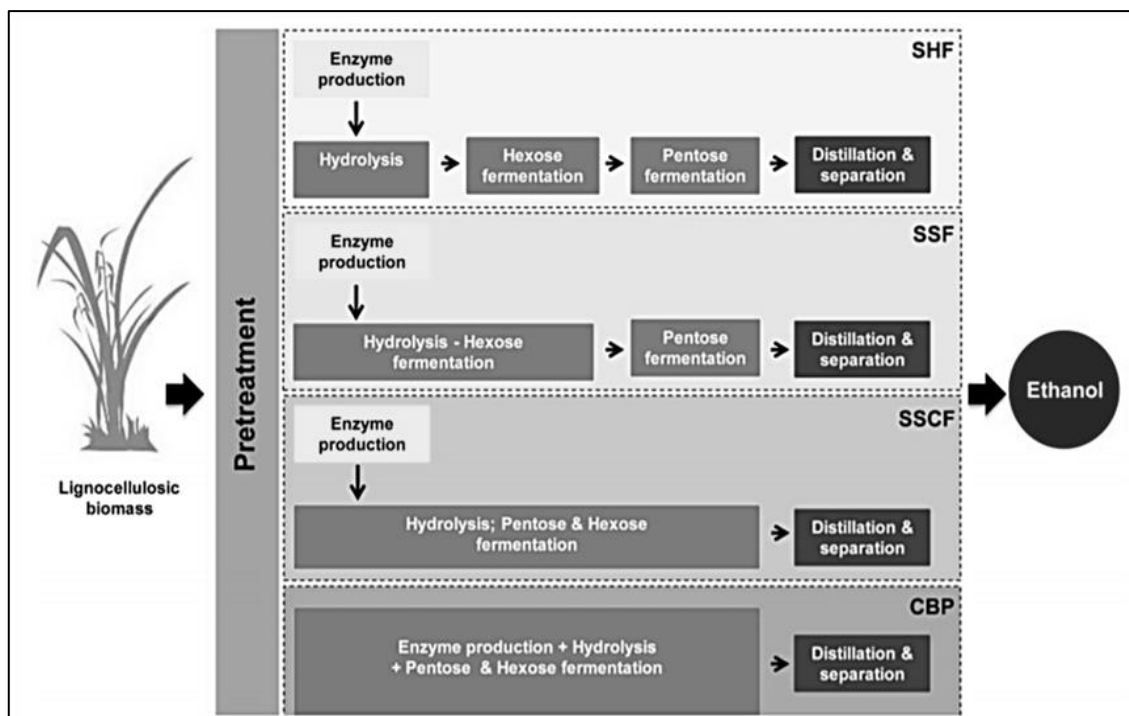 Lignocellulosic
biomass
Pretreatment
SHF
Enzyme
production
Hydrolysis
Hexose
fermentation
Pentose
fermentation
Distillation &
separation
SSF
Enzyme
production
Hydrolysis - Hexose
fermentation
Pentose
fermentation
Distillation &
separation
SSCF
Enzyme
production
Hydrolysis; Pentose & Hexose
fermentation
Distillation &
separation
CBP
Enzyme production + Hydrolysis
+ Pentose & Hexose fermentation
Distillation &
separation
Ethanol